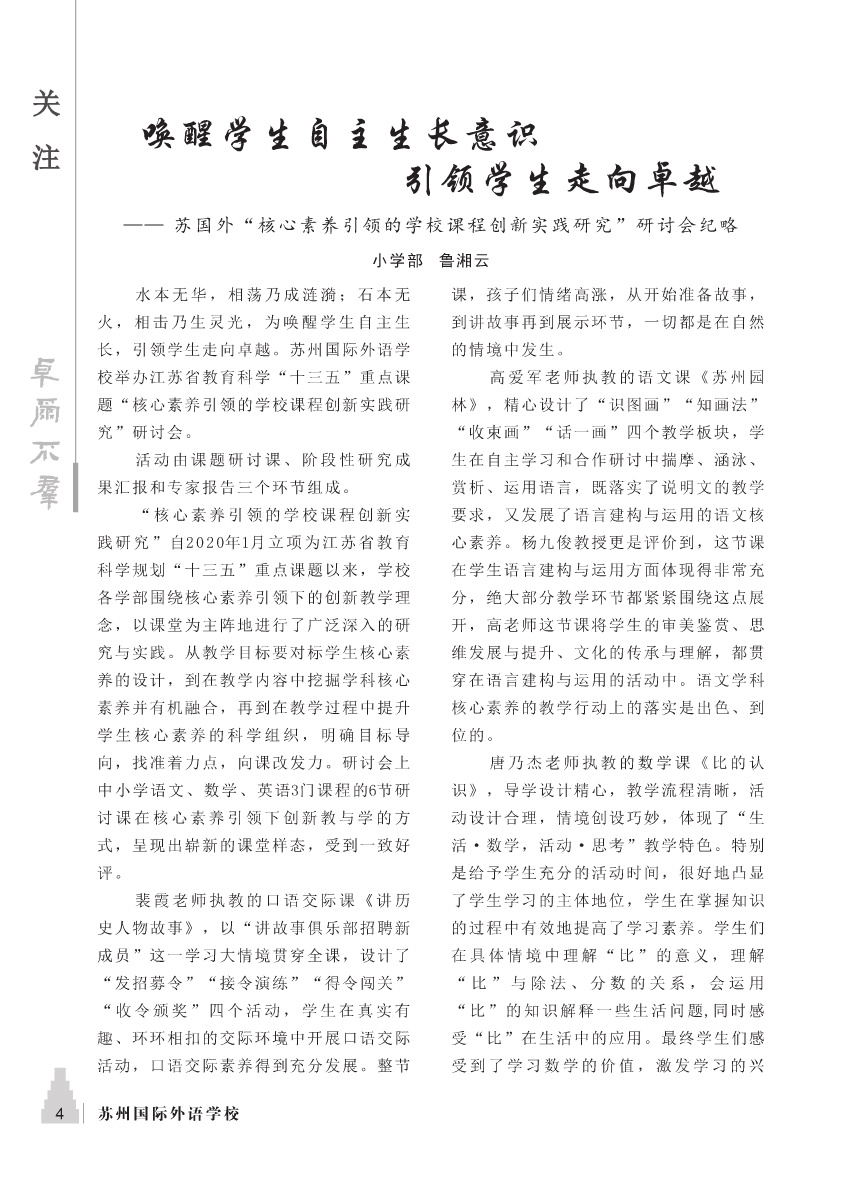 关
注
卓尔不群
唤醒学生自主生长意识
引领学生走向卓越
—— 苏国外“核心素养引领的学校课程创新实践研究”研讨会纪略
小学部　鲁湘云
水本无华，相荡乃成涟漪；石本无
火，相击乃生灵光，为唤醒学生自主生
长，引领学生走向卓越。苏州国际外语学
校举办江苏省教育科学“十三五”重点课
题“核心素养引领的学校课程创新实践研
究”研讨会。
活动由课题研讨课、阶段性研究成
果汇报和专家报告三个环节组成。
“核心素养引领的学校课程创新实
践研究”自2020年1月立项为江苏省教育
科学规划“十三五”重点课题以来，学校
各学部围绕核心素养引领下的创新教学理
念，以课堂为主阵地进行了广泛深入的研
究与实践。从教学目标要对标学生核心素
养的设计，到在教学内容中挖掘学科核心
素养并有机融合，再到在教学过程中提升
学生核心素养的科学组织，明确目标导
向，找准着力点，向课改发力。研讨会上
中小学语文、数学、英语3门课程的6节研
讨课在核心素养引领下创新教与学的方
式，呈现出崭新的课堂样态，受到一致好
评。
裴霞老师执教的口语交际课《讲历
史人物故事》，以“讲故事俱乐部招聘新
成员”这一学习大情境贯穿全课，设计了
“发招募令”“接令演练”“得令闯关”
“收令颁奖”四个活动，学生在真实有
趣、环环相扣的交际环境中开展口语交际
活动，口语交际素养得到充分发展。整节
课，孩子们情绪高涨，从开始准备故事，
到讲故事再到展示环节，一切都是在自然
的情境中发生。
高爱军老师执教的语文课《苏州园
林》，精心设计了“识图画”“知画法”
“收束画”“话一画”四个教学板块，学
生在自主学习和合作研讨中揣摩、涵泳、
赏析、运用语言，既落实了说明文的教学
要求，又发展了语言建构与运用的语文核
心素养。杨九俊教授更是评价到，这节课
在学生语言建构与运用方面体现得非常充
分，绝大部分教学环节都紧紧围绕这点展
开，高老师这节课将学生的审美鉴赏、思
维发展与提升、文化的传承与理解，都贯
穿在语言建构与运用的活动中。语文学科
核心素养的教学行动上的落实是出色、到
位的。
唐乃杰老师执教的数学课《比的认
识》，导学设计精心，教学流程清晰，活
动设计合理，情境创设巧妙，体现了“生
活·数学，活动·思考”教学特色。特别
是给予学生充分的活动时间，很好地凸显
了学生学习的主体地位，学生在掌握知识
的过程中有效地提高了学习素养。学生们
在具体情境中理解“比”的意义，理解
“比”与除法、分数的关系，会运用
“比”的知识解释一些生活问题,同时感
受“比”在生活中的应用。最终学生们感
受到了学习数学的价值，激发学习的兴
4
苏州国际外语学校